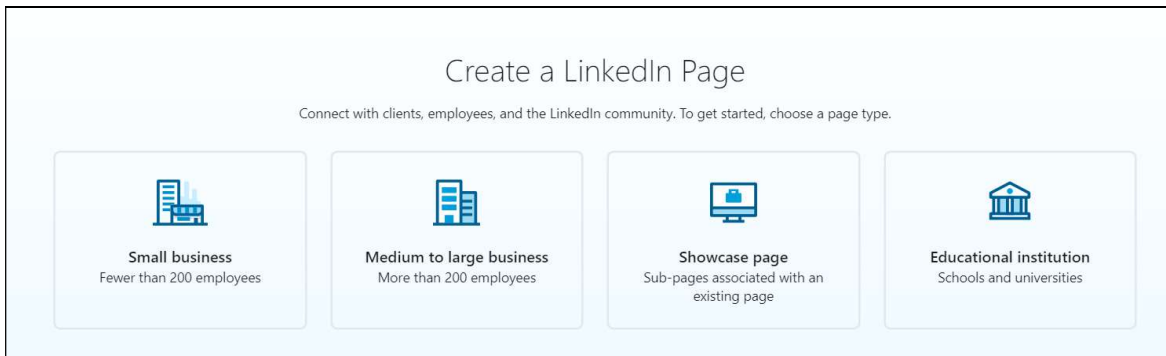 Create a LinkedIn Page
Connect with clients, employees, and the LinkedIn community. To get started, choose a page type.
Small business
Fewer than 200 employees
Medium to large business
More than 200 employees
Showcase page
Sub-pages associated with an
existing page
Educational institution
Schools and universities